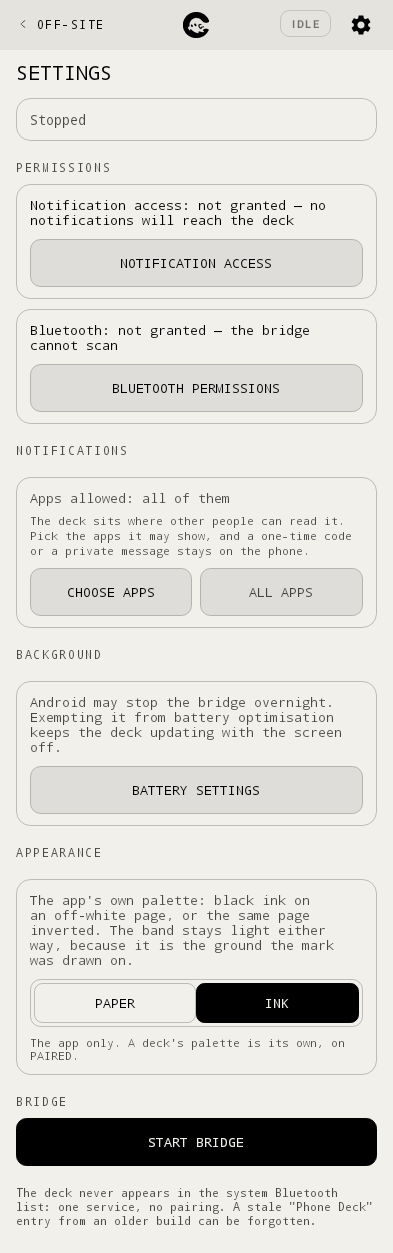 OFF-SITE
IDLE
SETTINGS
Stopped
PERMISSIONS
Notification access: not granted — no
notifications will reach the deck
NOTIFICATION ACCESS
Bluetooth: not granted — the bridge
cannot scan
BLUETOOTH PERMISSIONS
NOTIFICATIONS
Apps allowed: all of them
The deck sits where other people can read it.
Pick the apps it may show, and a one-time code
or a private message stays on the phone.
CHOOSE APPS
ALL APPS
BACKGROUND
Android may stop the bridge overnight.
Exempting it from battery optimisation
keeps the deck updating with the screen
off.
BATTERY SETTINGS
APPEARANCE
The app's own palette: black ink on
an off-white page, or the same page
inverted. The band stays light either
way, because it is the ground the mark
was drawn on.
PAPER
INK
The app only. A deck's palette is its own, on
PAIRED.
BRIDGE
START BRIDGE
The deck never appears in the system Bluetooth
list: one service, no pairing. A stale "Phone Deck"
entry from an older build can be forgotten.